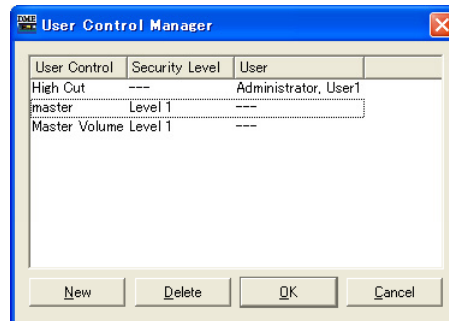 DME User Control Manager
User Control Security Level User
High Cut --- Administrator, User1
master Level 1 ---
Master Volume Level 1 ---
New Delete OK Cancel